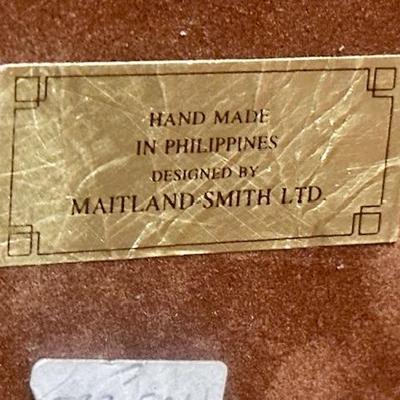 HAND MADE
IN PHILIPPINES
DESIGNED BY
MAITLAND-SMITH LTD.